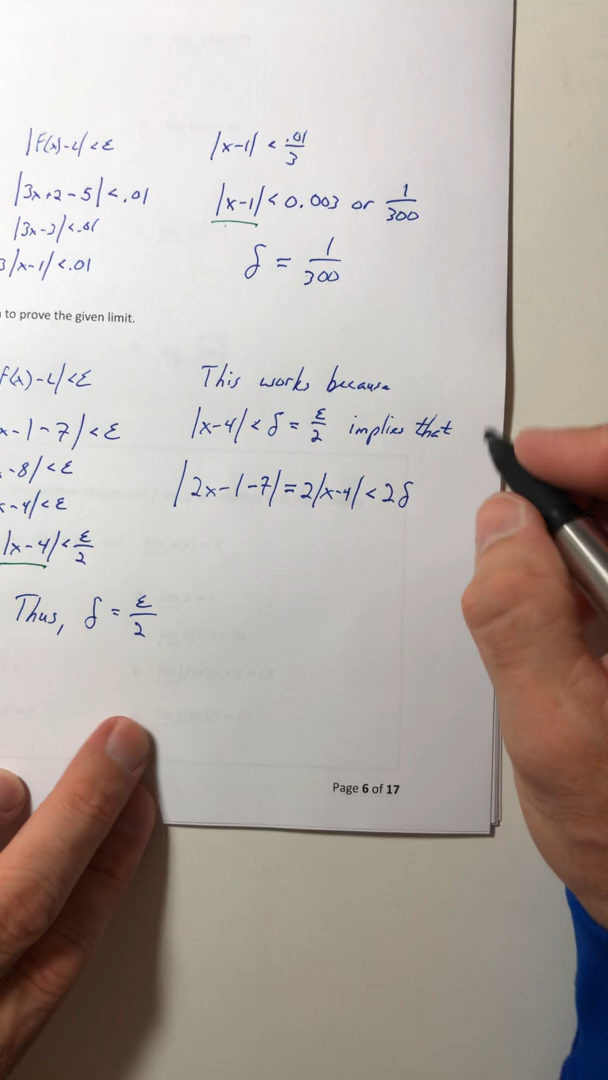 |f(x)-L|<ε
|3x+2-5|<.01
|3x-3|<.01
3|x-1|<.01
|x-1| < .01/3
|x-1|<0.003 or 1/300
δ = 1/300
to prove the given limit.
f(x)-L|<ε
x-1-7|<ε
-8|<ε
x-4|<ε
|x-4|<ε/2
Thus, δ = ε/2
This works because
|x-4|<δ = ε/2 implies that
|2x-1-7|=2|x-4|<2δ
Page 6 of 17